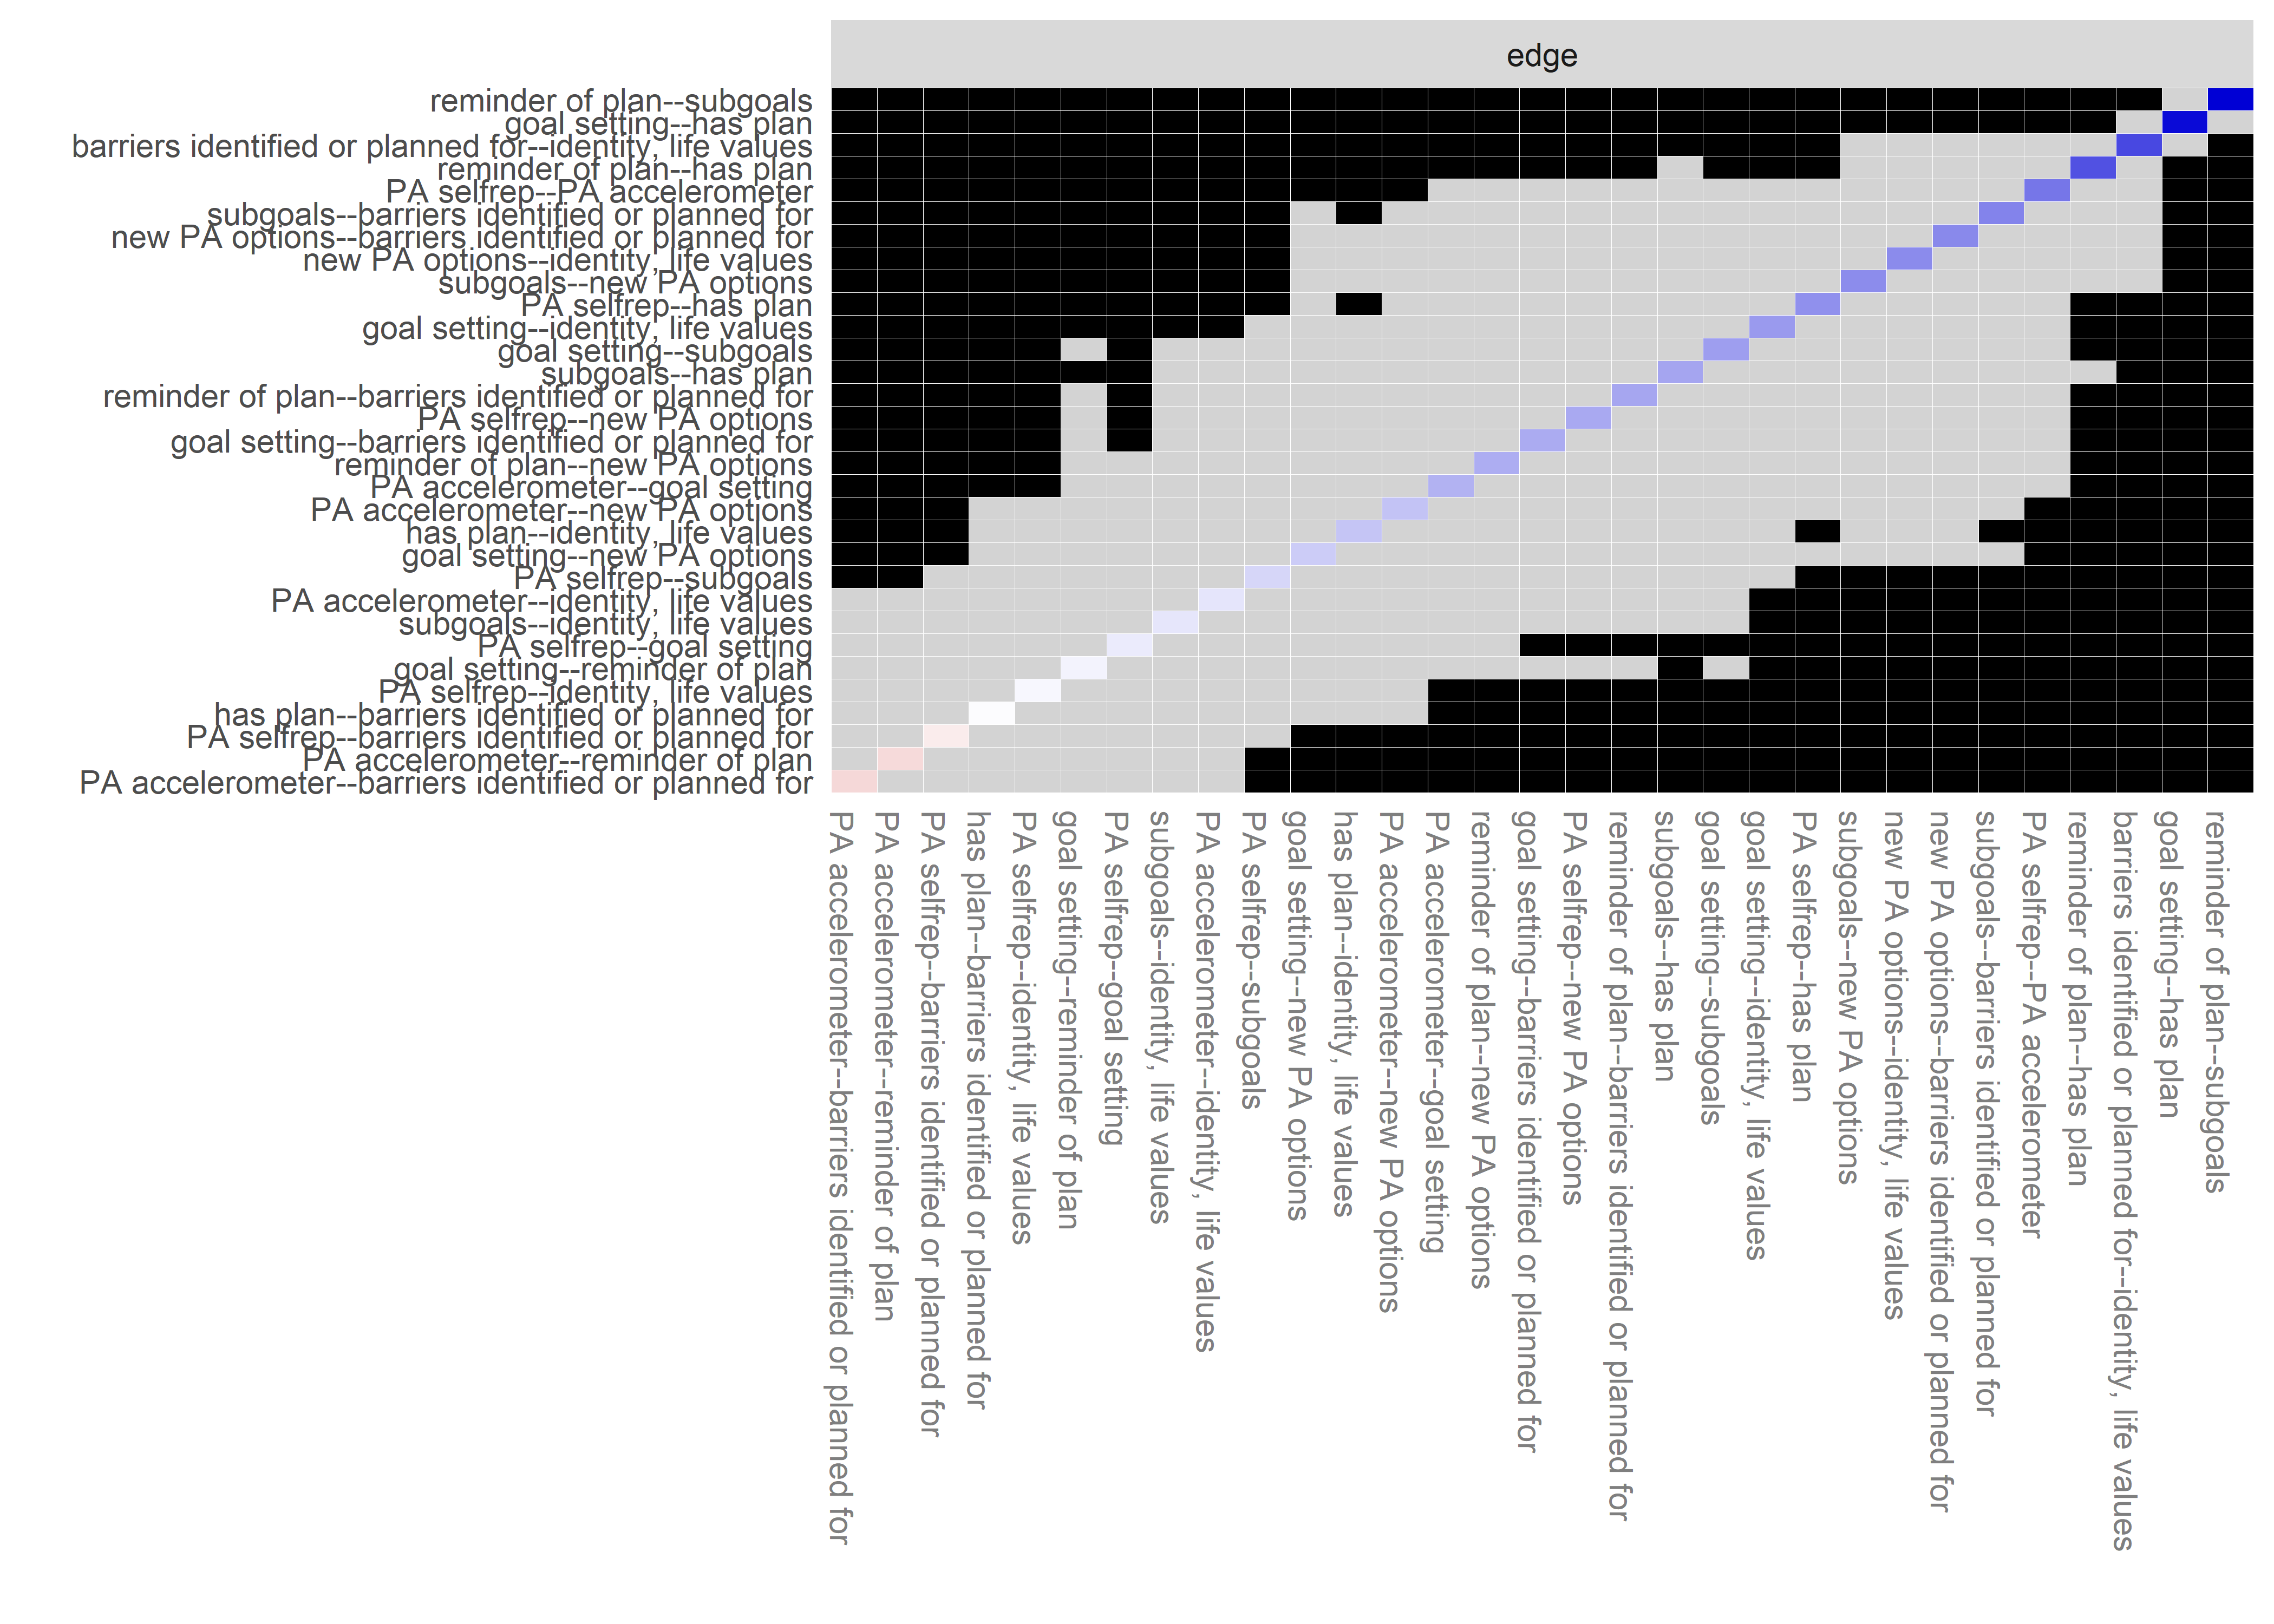 edge
reminder of plan--subgoals
goal setting--has plan
barriers identified or planned for--identity, life values
reminder of plan--has plan
PA selfrep--PA accelerometer
subgoals--barriers identified or planned for
new PA options--barriers identified or planned for
new PA options--identity, life values
subgoals--new PA options
PA selfrep--has plan
goal setting--identity, life values
goal setting--subgoals
subgoals--has plan
reminder of plan--barriers identified or planned for
PA selfrep--new PA options
goal setting--barriers identified or planned for
reminder of plan--new PA options
PA accelerometer--goal setting
PA accelerometer--new PA options
has plan--identity, life values
goal setting--new PA options
PA selfrep--subgoals
PA accelerometer--identity, life values
subgoals--identity, life values
PA selfrep--goal setting
goal setting--reminder of plan
PA selfrep--identity, life values
has plan--barriers identified or planned for
PA selfrep--barriers identified or planned for
PA accelerometer--reminder of plan
PA accelerometer--barriers identified or planned for
PA accelerometer--barriers identified or planned for
PA accelerometer--reminder of plan
PA selfrep--barriers identified or planned for
has plan--barriers identified or planned for
PA selfrep--identity, life values
goal setting--reminder of plan
PA selfrep--goal setting
subgoals--identity, life values
PA accelerometer--identity, life values
PA selfrep--subgoals
goal setting--new PA options
has plan--identity, life values
PA accelerometer--new PA options
PA accelerometer--goal setting
reminder of plan--new PA options
goal setting--barriers identified or planned for
PA selfrep--new PA options
reminder of plan--barriers identified or planned for
subgoals--has plan
goal setting--subgoals
goal setting--identity, life values
PA selfrep--has plan
subgoals--new PA options
new PA options--identity, life values
new PA options--barriers identified or planned for
subgoals--barriers identified or planned for
PA selfrep--PA accelerometer
reminder of plan--has plan
barriers identified or planned for--identity, life values
goal setting--has plan
reminder of plan--subgoals